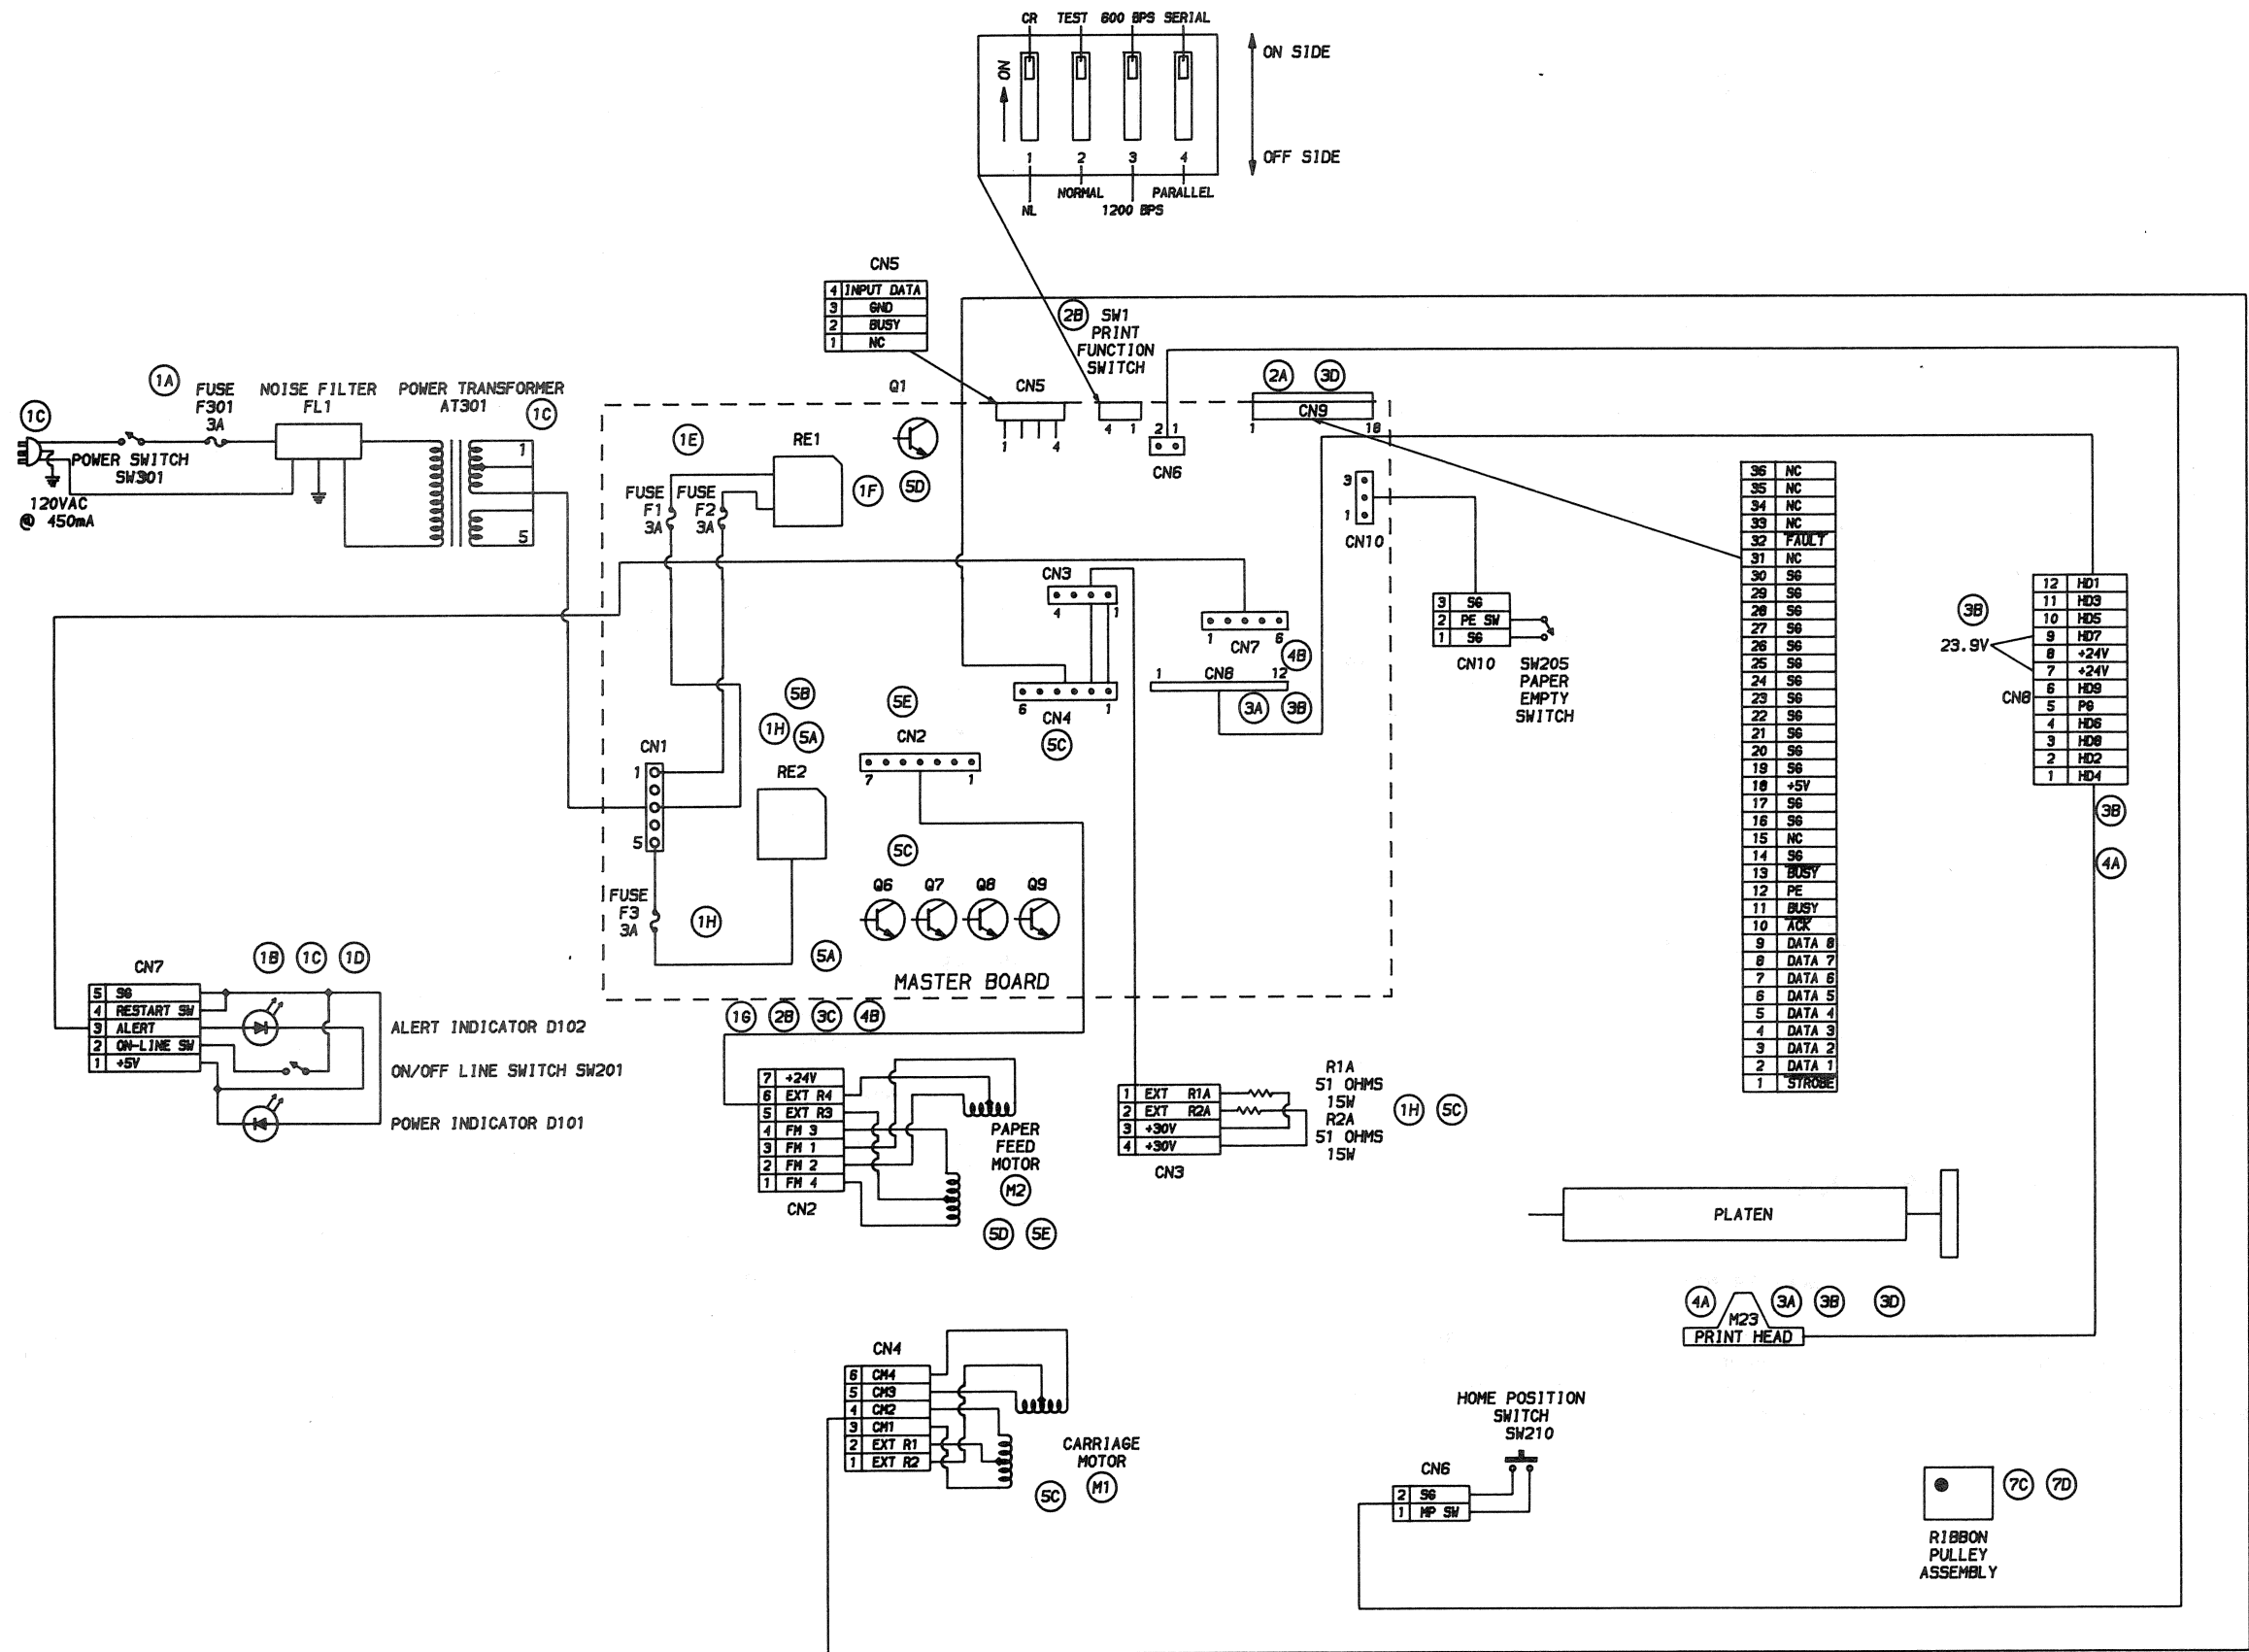 CR TEST 600 BPS SERIAL
ON
ON SIDE
OFF SIDE
1 2 3 4
NORMAL PARALLEL
NL 1200 BPS
CN5
4 INPUT DATA
3 GND
2 BUSY
1 NC
2B
SW1
PRINT
FUNCTION
SWITCH
1A
1C
FUSE
F301
3A
NOISE FILTER
FL1
POWER TRANSFORMER
AT301
1C
1
5
POWER SWITCH
SW301
120VAC
@ 450mA
Q1
5D
CN5
1 4
4 1
2 1
CN6
2A 3D
CN9
1 18
1E
RE1
1F
FUSE
F1
3A
FUSE
F2
3A
3
1
CN10
CN3
4 1
1 6
CN7
4B
1 CN8 12
3A 3B
6 1
CN4
5C
3 SG
2 PE SW
1 SG
CN10
SW205
PAPER
EMPTY
SWITCH
36 NC
35 NC
34 NC
33 NC
32 FAULT
31 NC
30 SG
29 SG
28 SG
27 SG
26 SG
25 SG
24 SG
23 SG
22 SG
21 SG
20 SG
19 SG
18 +5V
17 SG
16 SG
15 NC
14 SG
13 BUSY
12 PE
11 BUSY
10 ACK
9 DATA 8
8 DATA 7
7 DATA 6
6 DATA 5
5 DATA 4
4 DATA 3
3 DATA 2
2 DATA 1
1 STROBE
3B
23.9V
CN8
12 HD1
11 HD3
10 HD5
9 HD7
8 +24V
7 +24V
6 HD9
5 PG
4 HD6
3 HD8
2 HD2
1 HD4
3B
4A
5B
1H 5A
5E
CN2
7 1
CN1
1
5
RE2
5C
Q6 Q7 Q8 Q9
FUSE
F3
3A
1H
5A
MASTER BOARD
CN7
1B 1C 1D
5 SG
4 RESTART SW
3 ALERT
2 ON-LINE SW
1 +5V
ALERT INDICATOR D102
ON/OFF LINE SWITCH SW201
POWER INDICATOR D101
1G 2B 3C 4B
7 +24V
6 EXT R4
5 EXT R3
4 FM 3
3 FM 1
2 FM 2
1 FM 4
CN2
PAPER
FEED
MOTOR
M2
5D 5E
1 EXT R1A
2 EXT R2A
3 +30V
4 +30V
CN3
R1A
51 OHMS
15W
R2A
51 OHMS
15W
1H 5C
PLATEN
4A 3A 3B 3D
M23
PRINT HEAD
CN4
6 CM4
5 CM3
4 CM2
3 CM1
2 EXT R1
1 EXT R2
CARRIAGE
MOTOR
M1
5C
HOME POSITION
SWITCH
SW210
CN6
2 SG
1 MP SW
7C 7D
RIBBON
PULLEY
ASSEMBLY